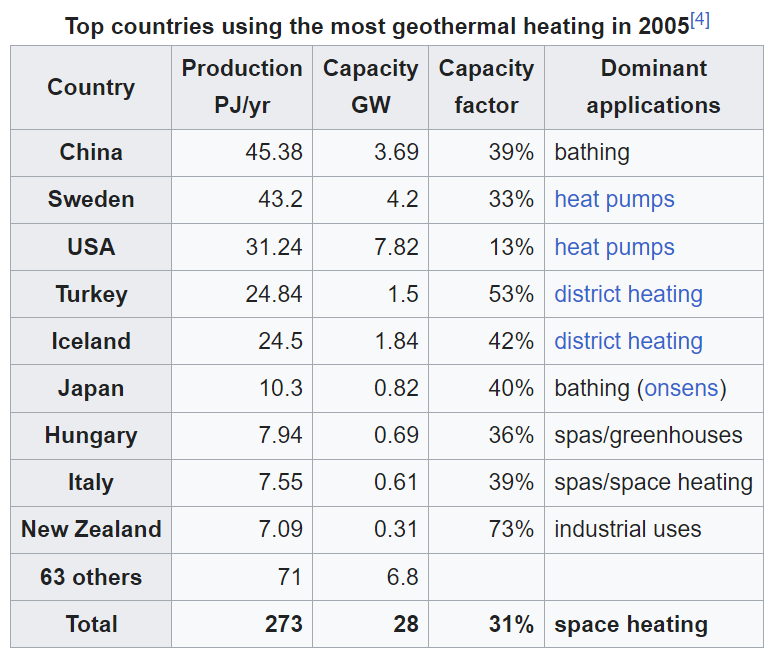 Top countries using the most geothermal heating in 2005[4]
Country Production PJ/yr Capacity GW Capacity factor Dominant applications
China 45.38 3.69 39% bathing
Sweden 43.2 4.2 33% heat pumps
USA 31.24 7.82 13% heat pumps
Turkey 24.84 1.5 53% district heating
Iceland 24.5 1.84 42% district heating
Japan 10.3 0.82 40% bathing (onsens)
Hungary 7.94 0.69 36% spas/greenhouses
Italy 7.55 0.61 39% spas/space heating
New Zealand 7.09 0.31 73% industrial uses
63 others 71 6.8
Total 273 28 31% space heating